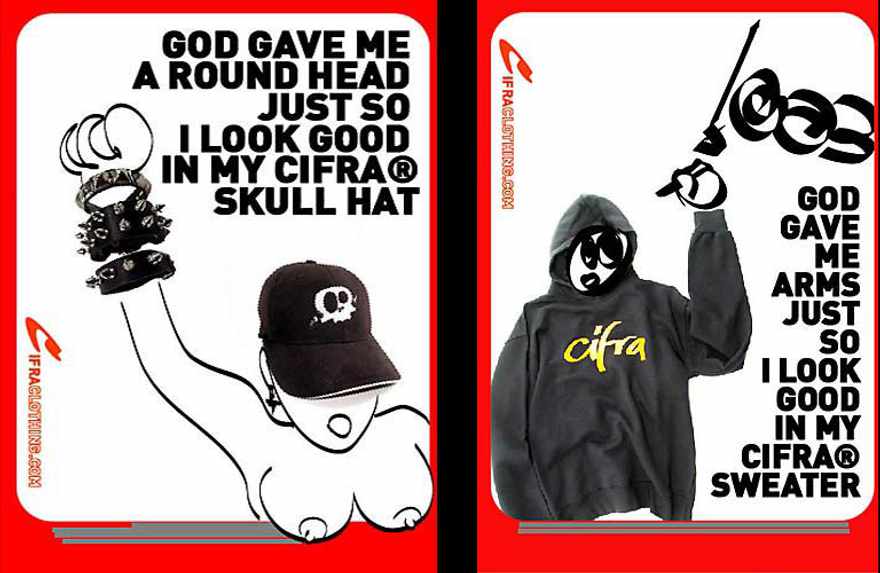 GOD GAVE ME
A ROUND HEAD
JUST SO
I LOOK GOOD
IN MY CIFRA®
SKULL HAT
CIFRACLOTHING.COM
CIFRACLOTHING.COM
GOD
GAVE
ME
ARMS
JUST
SO
I LOOK
GOOD
IN MY
CIFRA®
SWEATER
cifra